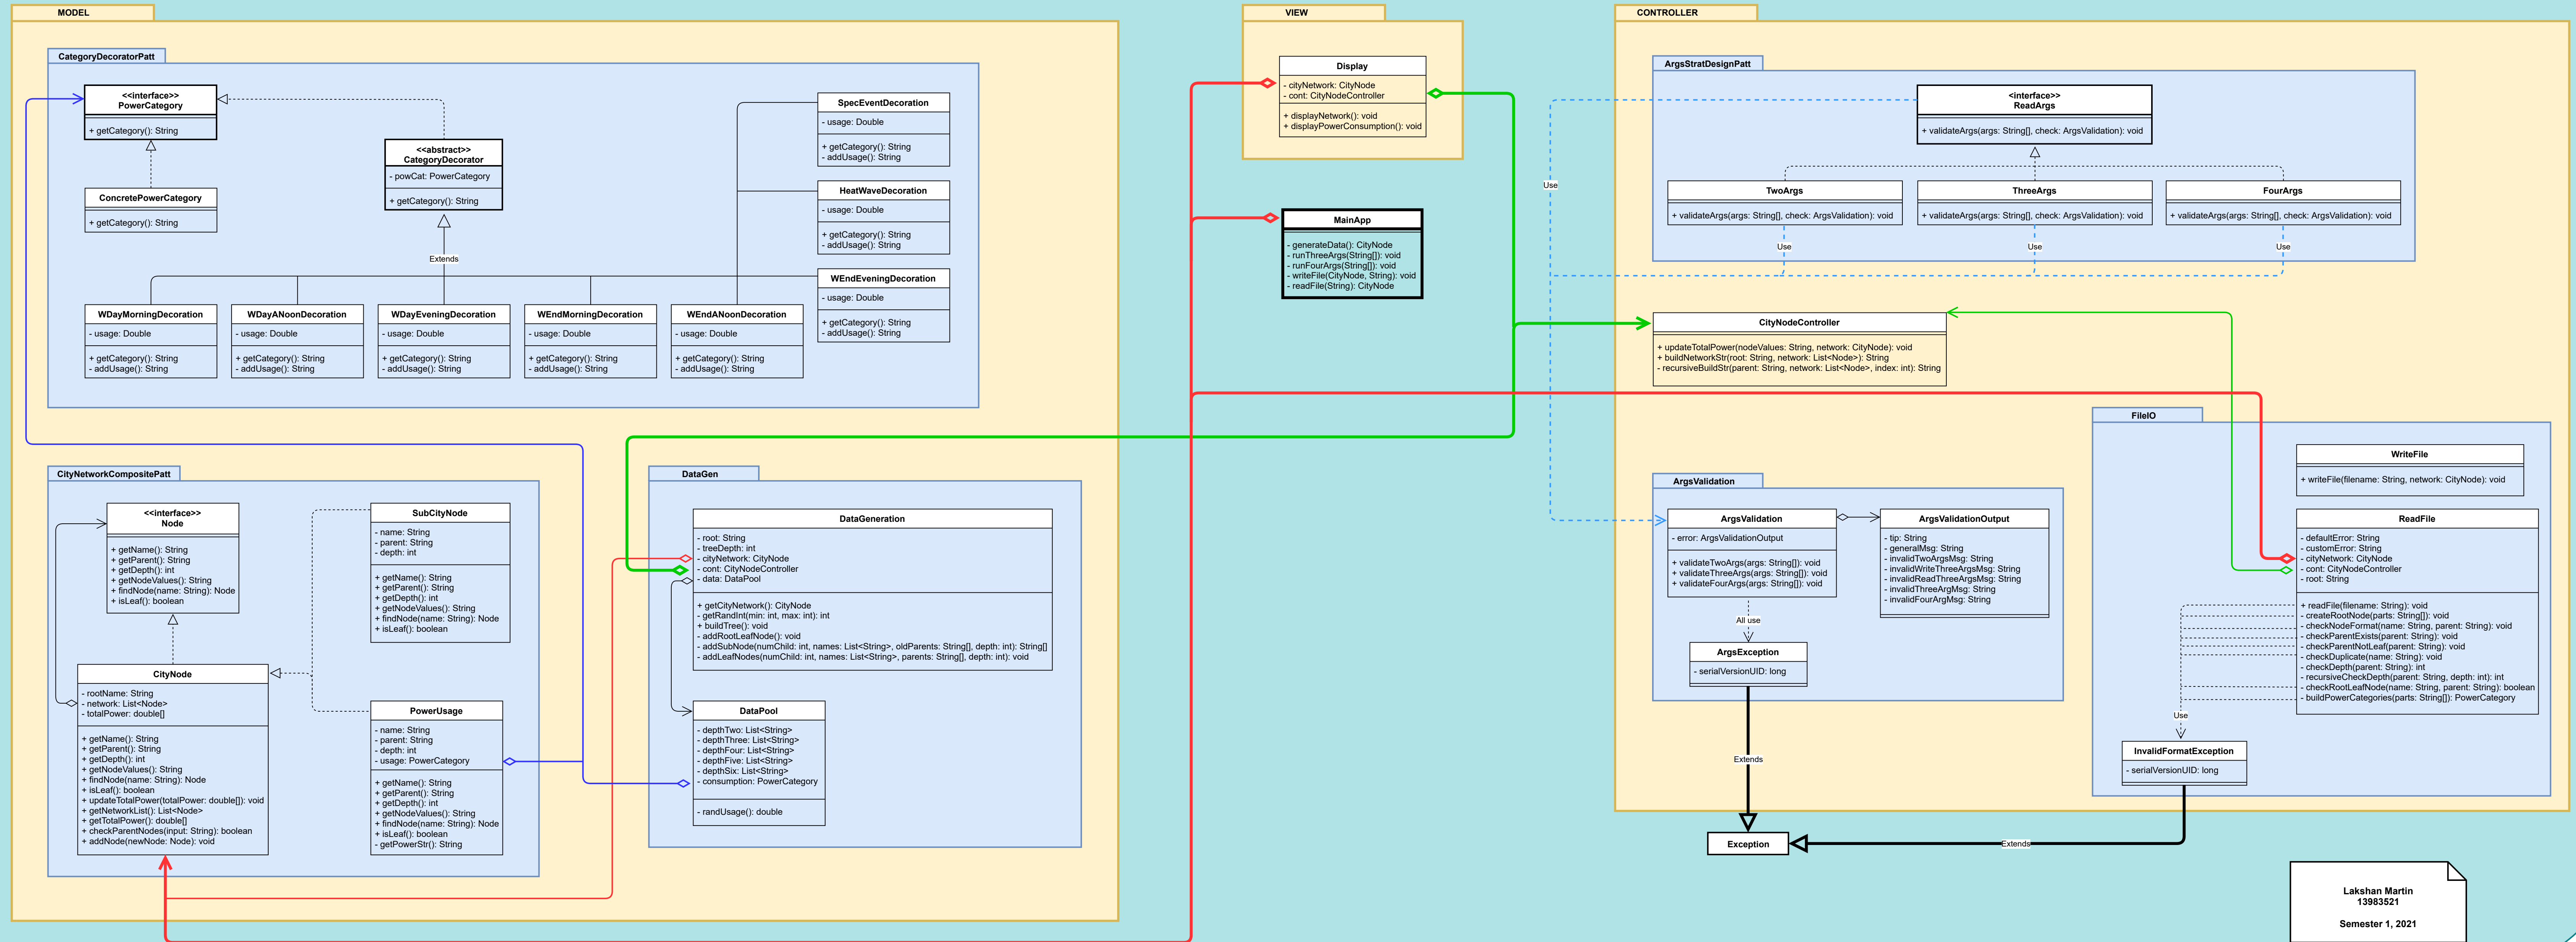 MODEL
CategoryDecoratorPatt
<<interface>>
PowerCategory
+ getCategory(): String
ConcretePowerCategory
+ getCategory(): String
<<abstract>>
CategoryDecorator
- powCat: PowerCategory
+ getCategory(): String
Extends
SpecEventDecoration
- usage: Double
+ getCategory(): String
- addUsage(): String
HeatWaveDecoration
- usage: Double
+ getCategory(): String
- addUsage(): String
WEndEveningDecoration
- usage: Double
+ getCategory(): String
- addUsage(): String
WDayMorningDecoration
- usage: Double
+ getCategory(): String
- addUsage(): String
WDayANoonDecoration
- usage: Double
+ getCategory(): String
- addUsage(): String
WDayEveningDecoration
- usage: Double
+ getCategory(): String
- addUsage(): String
WEndMorningDecoration
- usage: Double
+ getCategory(): String
- addUsage(): String
WEndANoonDecoration
- usage: Double
+ getCategory(): String
- addUsage(): String
CityNetworkCompositePatt
<<interface>>
Node
+ getName(): String
+ getParent(): String
+ getDepth(): int
+ getNodeValues(): String
+ findNode(name: String): Node
+ isLeaf(): boolean
CityNode
- rootName: String
- network: List<Node>
- totalPower: double[]
+ getName(): String
+ getParent(): String
+ getDepth(): int
+ getNodeValues(): String
+ findNode(name: String): Node
+ isLeaf(): boolean
+ updateTotalPower(totalPower: double[]): void
+ getNetworkList(): List<Node>
+ getTotalPower(): double[]
+ checkParentNodes(input: String): boolean
+ addNode(newNode: Node): void
SubCityNode
- name: String
- parent: String
- depth: int
+ getName(): String
+ getParent(): String
+ getDepth(): int
+ getNodeValues(): String
+ findNode(name: String): Node
+ isLeaf(): boolean
PowerUsage
- name: String
- parent: String
- depth: int
- usage: PowerCategory
+ getName(): String
+ getParent(): String
+ getDepth(): int
+ getNodeValues(): String
+ findNode(name: String): Node
+ isLeaf(): boolean
- getPowerStr(): String
DataGen
DataGeneration
- root: String
- treeDepth: int
- cityNetwork: CityNode
- cont: CityNodeController
- data: DataPool
+ getCityNetwork(): CityNode
- getRandInt(min: int, max: int): int
+ buildTree(): void
- addRootLeafNode(): void
- addSubNode(numChild: int, names: List<String>, oldParents: String[], depth: int): String[]
- addLeafNodes(numChild: int, names: List<String>, parents: String[], depth: int): void
DataPool
- depthTwo: List<String>
- depthThree: List<String>
- depthFour: List<String>
- depthFive: List<String>
- depthSix: List<String>
- consumption: PowerCategory
- randUsage(): double
VIEW
Display
- cityNetwork: CityNode
- cont: CityNodeController
+ displayNetwork(): void
+ displayPowerConsumption(): void
MainApp
- generateData(): CityNode
- runThreeArgs(String[]): void
- runFourArgs(String[]): void
- writeFile(CityNode, String): void
- readFile(String): CityNode
CONTROLLER
ArgsStratDesignPatt
<interface>>
ReadArgs
+ validateArgs(args: String[], check: ArgsValidation): void
TwoArgs
+ validateArgs(args: String[], check: ArgsValidation): void
ThreeArgs
+ validateArgs(args: String[], check: ArgsValidation): void
FourArgs
+ validateArgs(args: String[], check: ArgsValidation): void
Use
Use
Use
Use
CityNodeController
+ updateTotalPower(nodeValues: String, network: CityNode): void
+ buildNetworkStr(root: String, network: List<Node>): String
- recursiveBuildStr(parent: String, network: List<Node>, index: int): String
ArgsValidation
ArgsValidation
- error: ArgsValidationOutput
+ validateTwoArgs(args: String[]): void
+ validateThreeArgs(args: String[]): void
+ validateFourArgs(args: String[]): void
ArgsValidationOutput
- tip: String
- generalMsg: String
- invalidTwoArgsMsg: String
- invalidWriteThreeArgsMsg: String
- invalidReadThreeArgsMsg: String
- invalidThreeArgMsg: String
- invalidFourArgMsg: String
All use
ArgsException
- serialVersionUID: long
Extends
Exception
Extends
FileIO
WriteFile
+ writeFile(filename: String, network: CityNode): void
ReadFile
- defaultError: String
- customError: String
- cityNetwork: CityNode
- cont: CityNodeController
- root: String
+ readFile(filename: String): void
- createRootNode(parts: String[]): void
- checkNodeFormat(name: String, parent: String): void
- checkParentExists(parent: String): void
- checkParentNotLeaf(parent: String): void
- checkDuplicate(name: String): void
- checkDepth(parent: String): int
- recursiveCheckDepth(parent: String, depth: int): int
- checkRootLeafNode(name: String, parent: String): boolean
- buildPowerCategories(parts: String[]): PowerCategory
Use
InvalidFormatException
- serialVersionUID: long
Lakshan Martin
13983521
Semester 1, 2021